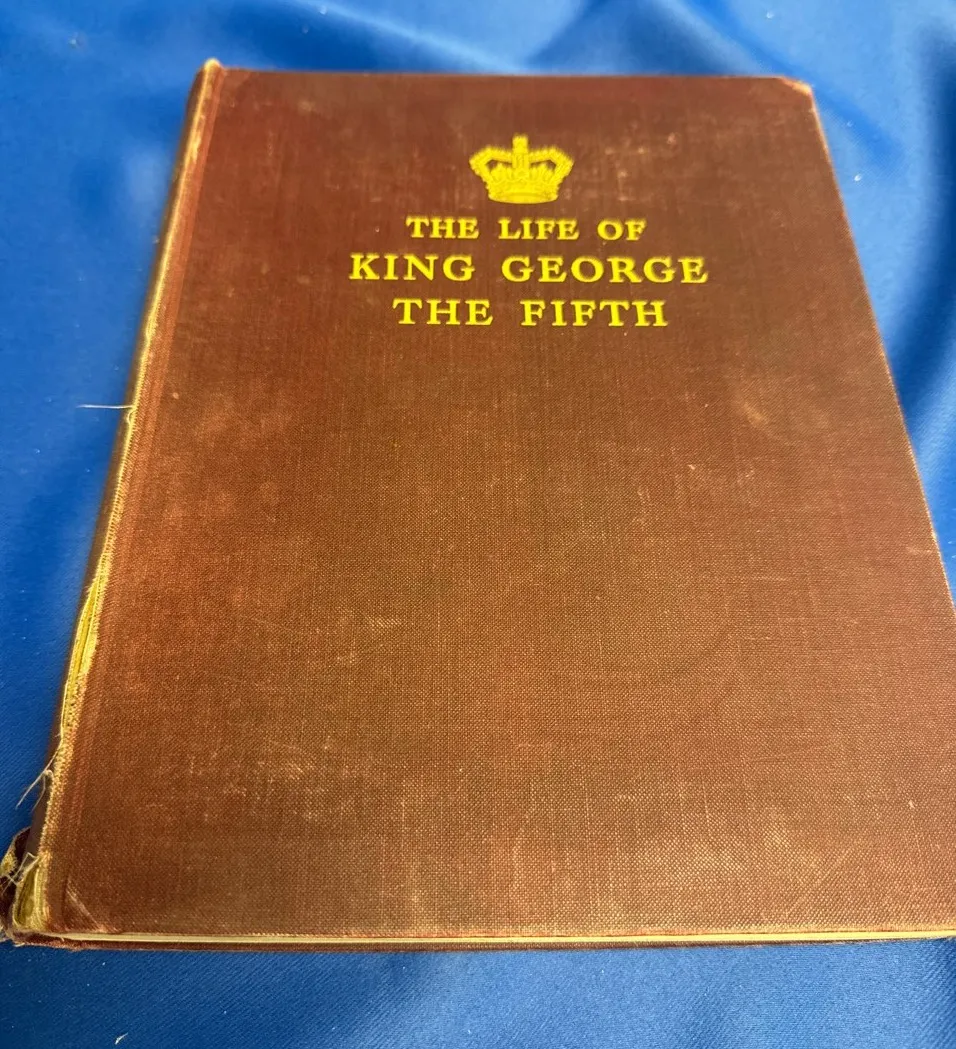 THE LIFE OF
KING GEORGE
THE FIFTH